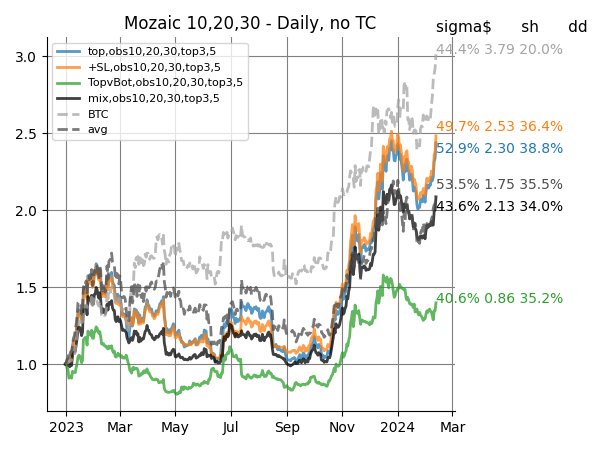 Mozaic 10,20,30 - Daily, no TC
sigma$ sh dd
top,obs10,20,30,top3,5
+SL,obs10,20,30,top3,5
TopvBot,obs10,20,30,top3,5
mix,obs10,20,30,top3,5
BTC
avg
44.4% 3.79 20.0%
49.7% 2.53 36.4%
52.9% 2.30 38.8%
53.5% 1.75 35.5%
43.6% 2.13 34.0%
40.6% 0.86 35.2%
3.0
2.5
2.0
1.5
1.0
2023 Mar May Jul Sep Nov 2024 Mar